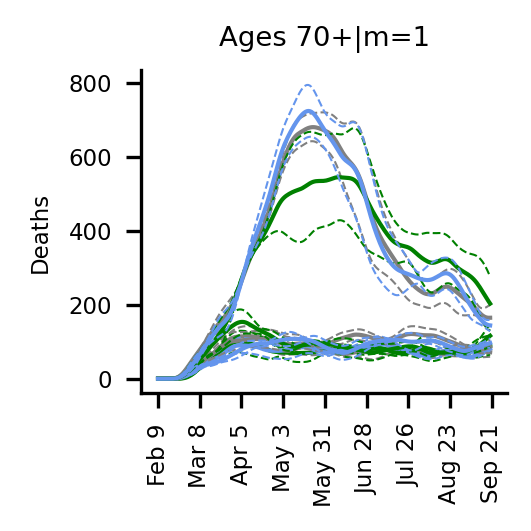 Ages 70+|m=1
800
600
400
200
0
Deaths
Feb 9
Mar 8
Apr 5
May 3
May 31
Jun 28
Jul 26
Aug 23
Sep 21